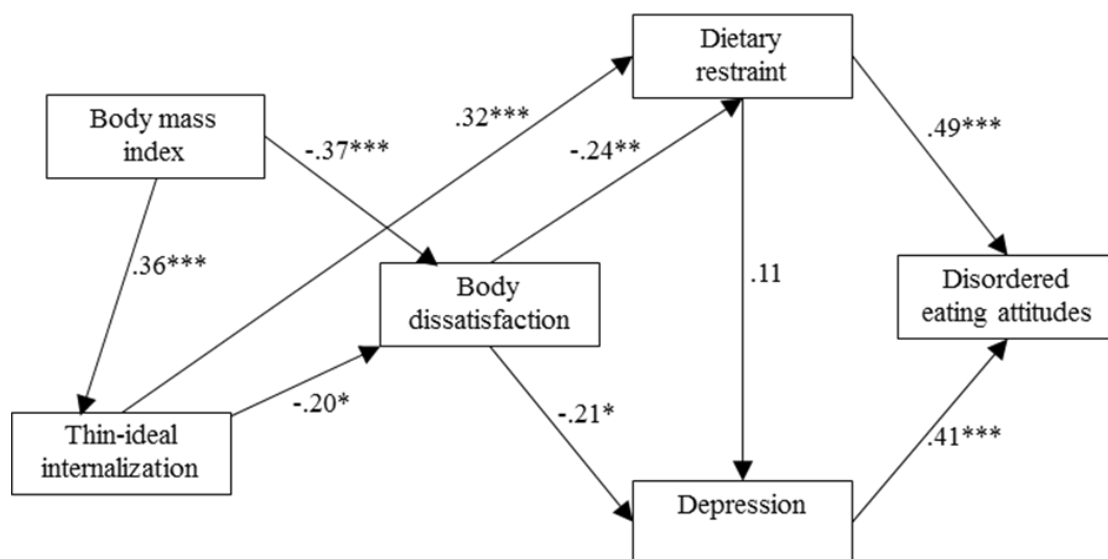 Dietary
restraint
Body mass
index
.32***
-.37***
-.24**
.49***
.36***
Body
dissatisfaction
.11
Disordered
eating attitudes
-.20*
-.21*
.41***
Thin-ideal
internalization
Depression